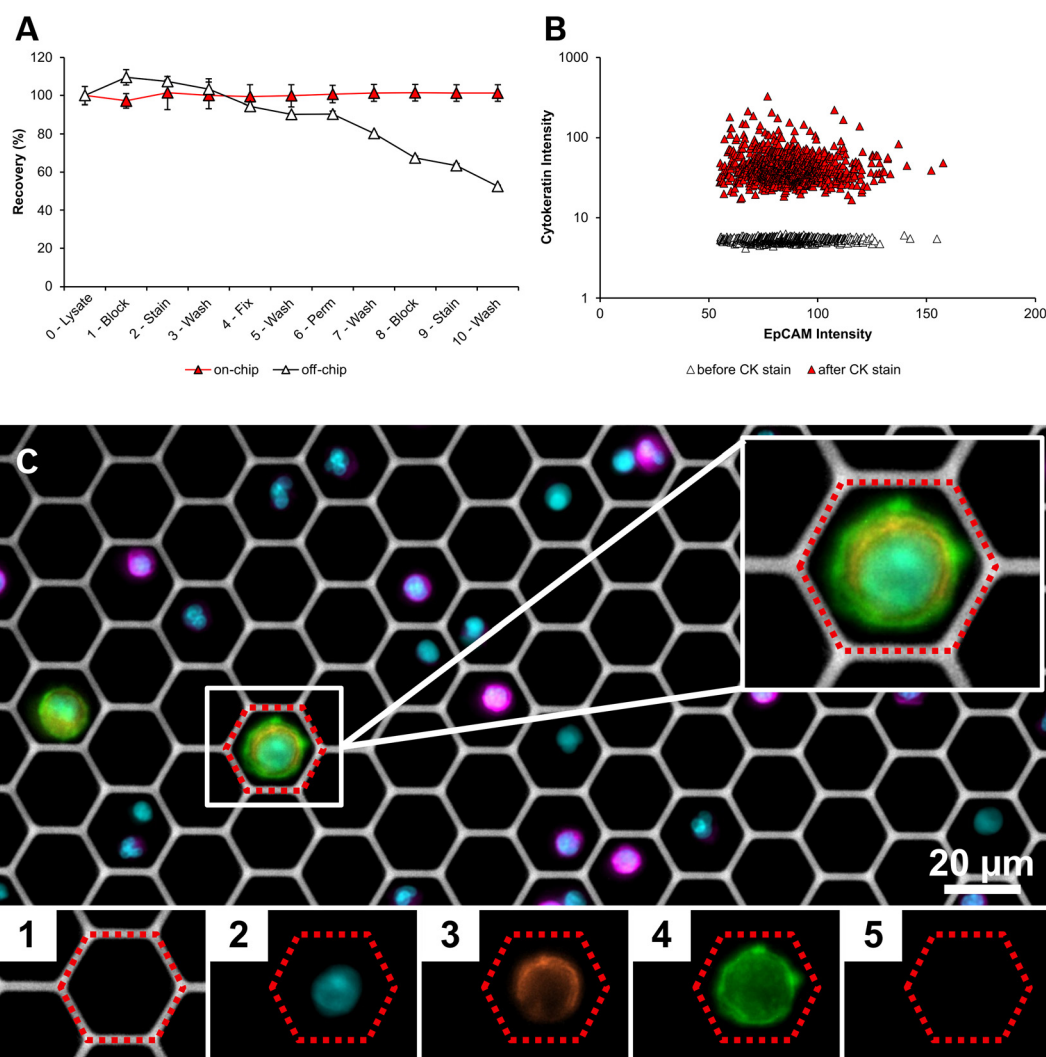 A
120
100
80
60
40
20
0
Recovery (%)
0 - Lysate
1 - Block
2 - Stain
3 - Wash
4 - Fix
5 - Wash
6 - Perm
7 - Wash
8 - Block
9 - Stain
10 - Wash
on-chip
off-chip
B
1000
100
10
1
Cytokeratin Intensity
0
50
100
150
200
EpCAM Intensity
before CK stain
after CK stain
C
20 µm
1
2
3
4
5